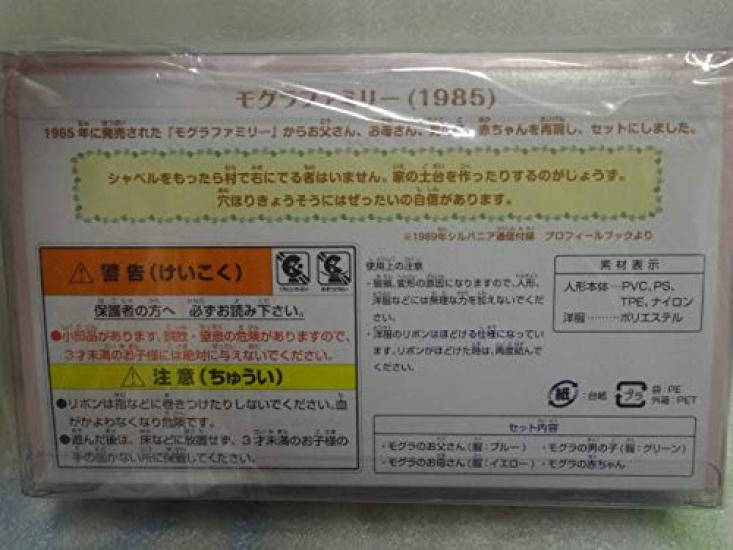 モグラファミリー(1985)
1985年に発売された「モグラファミリー」からお父さん、お母さん、男の子、赤ちゃんを再現し、セットにしました。
シャベルをもったら村で右にでる者はいません。家の土台を作ったりするのがじょうず。
穴ほりきょうそうにはぜったいの自信があります。
※1989年シルバニア通信付録 プロフィールブックより
警告(けいこく)
保護者の方へ 必ずお読み下さい。
●小部品があります。誤飲・窒息の危険がありますので、
3才未満のお子様には絶対に与えないでください。
注意(ちゅうい)
●リボンは指などに巻きつけたりしないでください。血
がかよわなくなり危険です。
●遊んだ後は、床などに放置せず、3才未満のお子様の
手の届かない所に保管してください。
使用上の注意
・破損、変形の原因になりますので、人形、
洋服などには無理な力を加えないでくだ
さい。
・洋服のリボンはほどける仕様になってい
ます。リボンがほどけた時は、再度結んで
ください。
素材表示
人形本体…PVC,PS,
TPE,ナイロン
洋服………ポリエステル
紙 :台紙 プラ 袋:PE
外箱:PET
セット内容
・モグラのお父さん(服:ブルー) ・モグラの男の子(服:グリーン)
・モグラのお母さん(服:イエロー) ・モグラの赤ちゃん